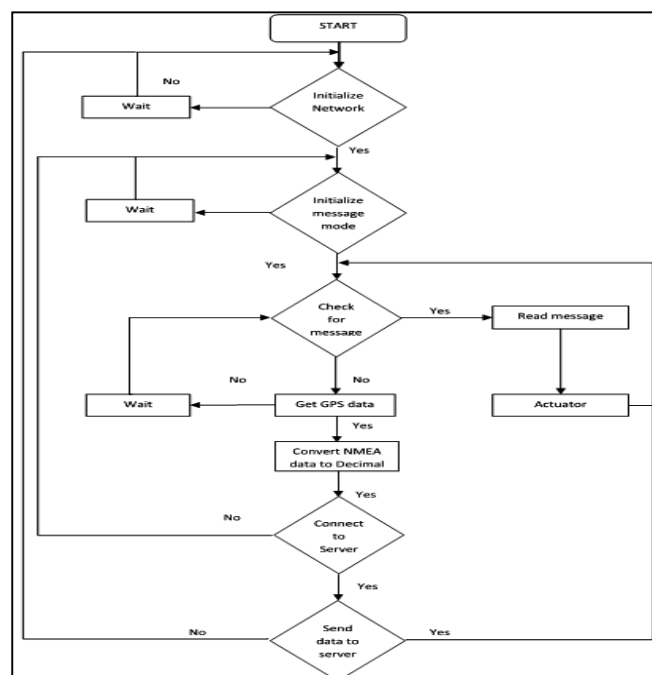 START
No
Initialize
Network
Wait
Yes
Initialize
message
mode
Wait
Yes
Check
for
message
Yes
Read message
No
No
Wait
Get GPS data
Actuator
Yes
Convert NMEA
data to Decimal
Yes
No
Connect
to
Server
Yes
No
Send
data to
server
Yes